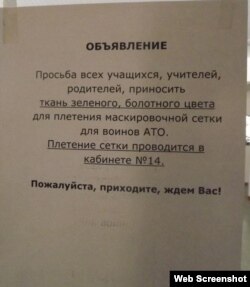 ОБЪЯВЛЕНИЕ
Просьба всех учащихся, учителей,
родителей, приносить
ткань зеленого, болотного цвета
для плетения маскировочной сетки
для воинов АТО.
Плетение сетки проводится в
кабинете №14.
Пожалуйста, приходите, ждем Вас!
Web Screenshot